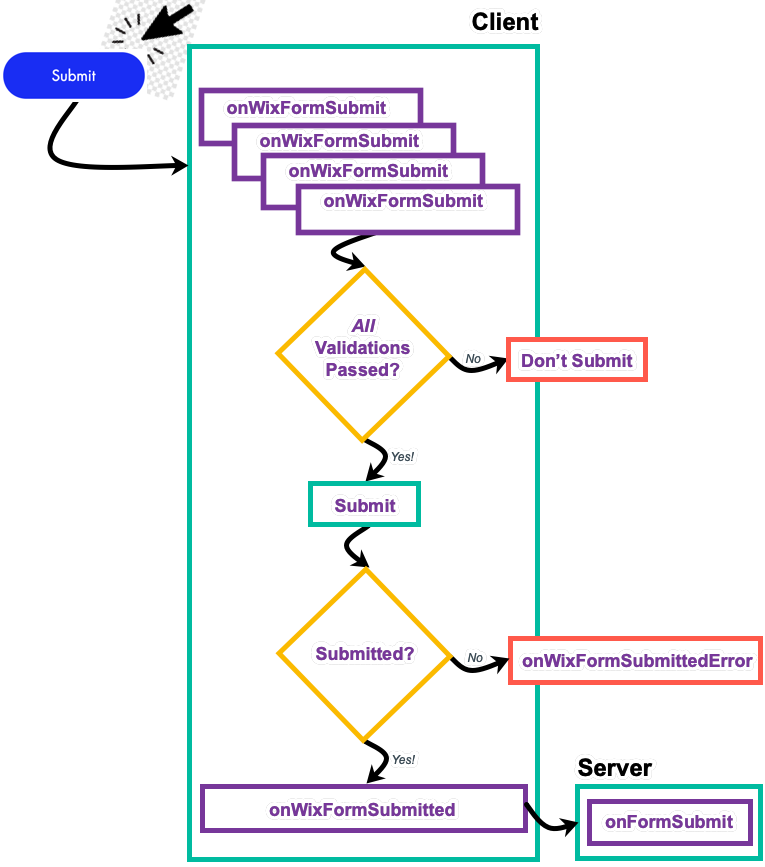 Client
Submit
onWixFormSubmit
onWixFormSubmit
onWixFormSubmit
onWixFormSubmit
All
Validations
Passed?
No
Don’t Submit
Yes!
Submit
Submitted?
No
onWixFormSubmittedError
Yes!
Server
onWixFormSubmitted
onFormSubmit